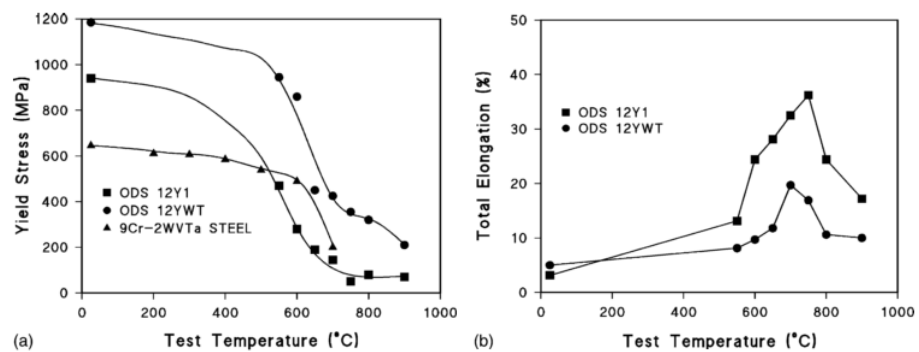 1200
1000
800
600
400
200
0
Yield Stress (MPa)
ODS 12Y1
ODS 12YWT
9Cr-2WVTa STEEL
0 200 400 600 800 1000
(a) Test Temperature (°C)
50
40
30
20
10
0
Total Elongation (%)
ODS 12Y1
ODS 12YWT
0 200 400 600 800 1000
(b) Test Temperature (°C)